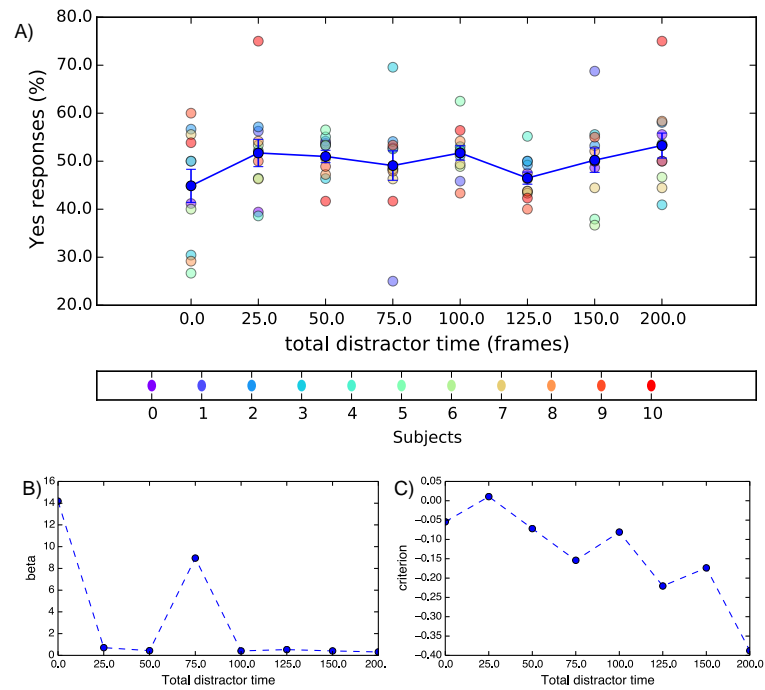 A)
Yes responses (%)
80.0
70.0
60.0
50.0
40.0
30.0
20.0
0.0 25.0 50.0 75.0 100.0 125.0 150.0 200.0
total distractor time (frames)
0 1 2 3 4 5 6 7 8 9 10
Subjects
B)
beta
16
14
12
10
8
6
4
2
0
0.0 25.0 50.0 75.0 100.0 125.0 150.0 200.
Total distractor time
C)
criterion
0.05
0.00
−0.05
−0.10
−0.15
−0.20
−0.25
−0.30
−0.35
−0.40
0.0 25.0 50.0 75.0 100.0 125.0 150.0 200.0
Total distractor time